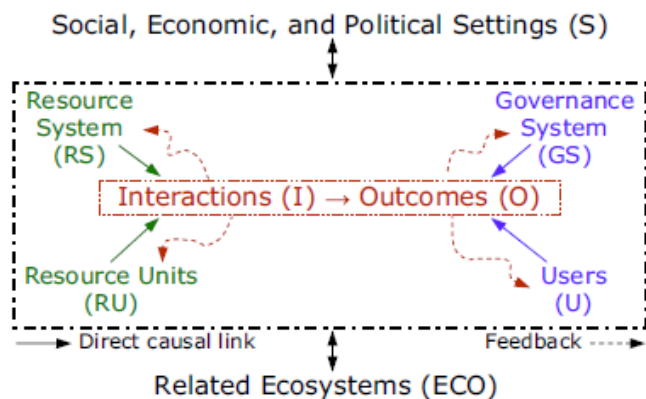 Social, Economic, and Political Settings (S)
Resource
System
(RS)
Governance
System
(GS)
Interactions (I) → Outcomes (O)
Resource Units
(RU)
Users
(U)
Direct causal link
Feedback
Related Ecosystems (ECO)